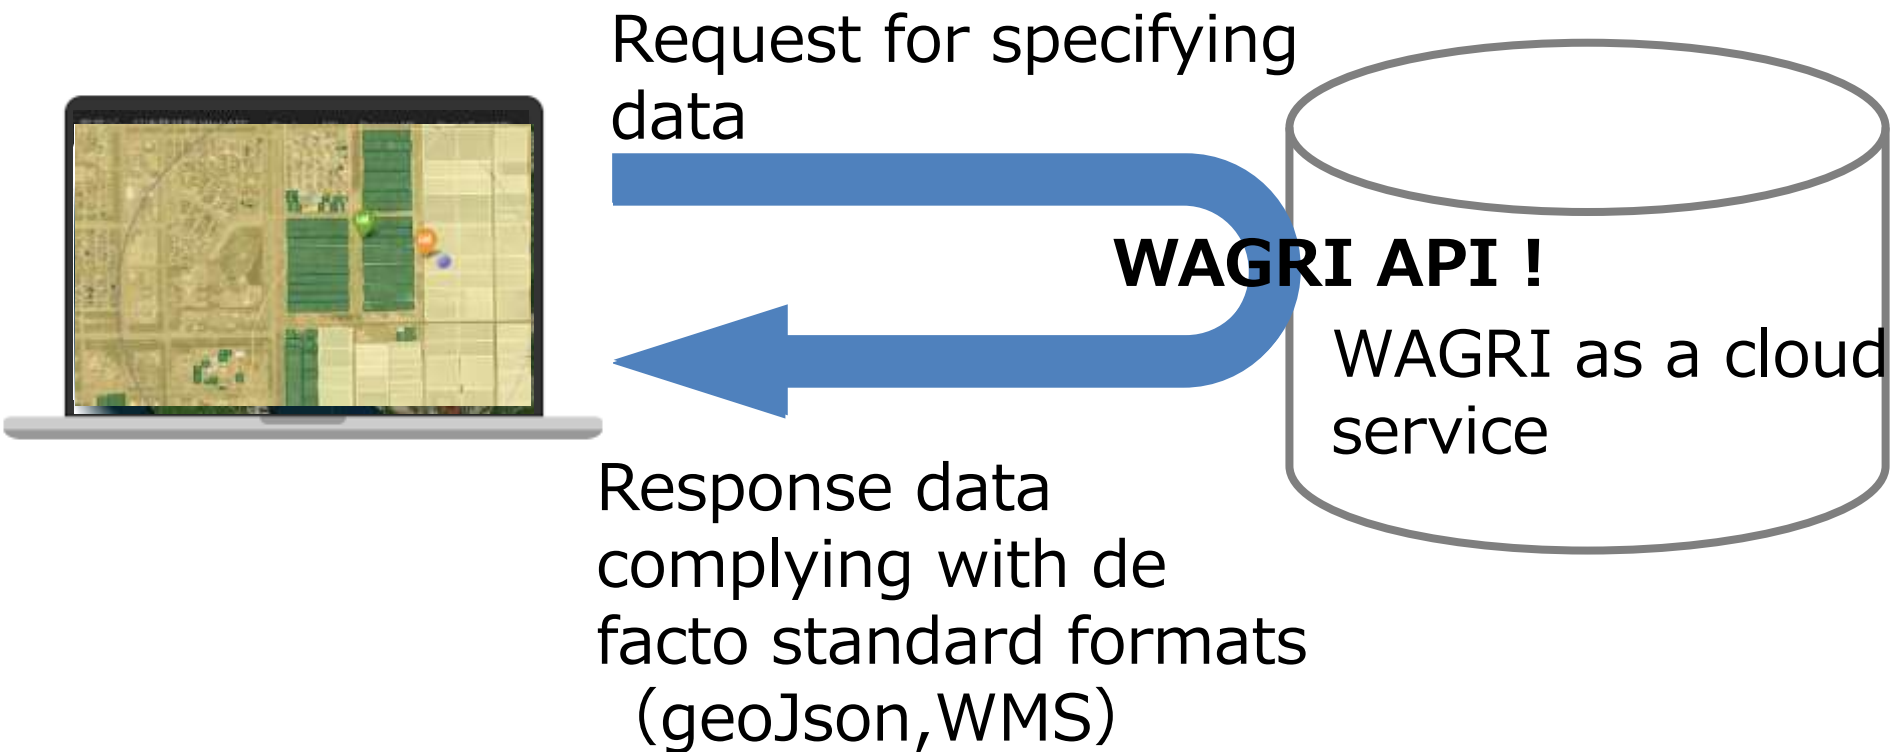 Request for specifying
data
WAGRI API !
WAGRI as a cloud
service
Response data
complying with de
facto standard formats
（geoJson,WMS）